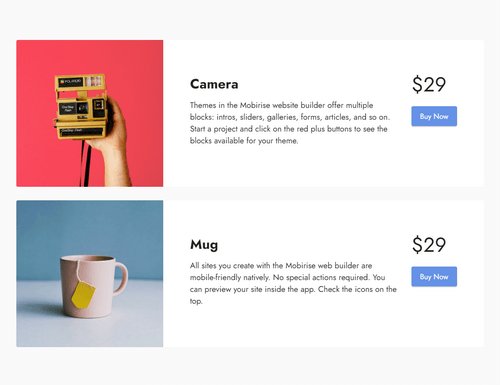 POLAROID
Camera
Themes in the Mobirise website builder offer multiple
blocks: intros, sliders, galleries, forms, articles, and so on.
Start a project and click on the red plus buttons to see the
blocks available for your theme.
$29
Buy Now
Mug
All sites you create with the Mobirise web builder are
mobile-friendly natively. No special actions required. You
can preview your site inside the app. Check the icons on the
top.
$29
Buy Now